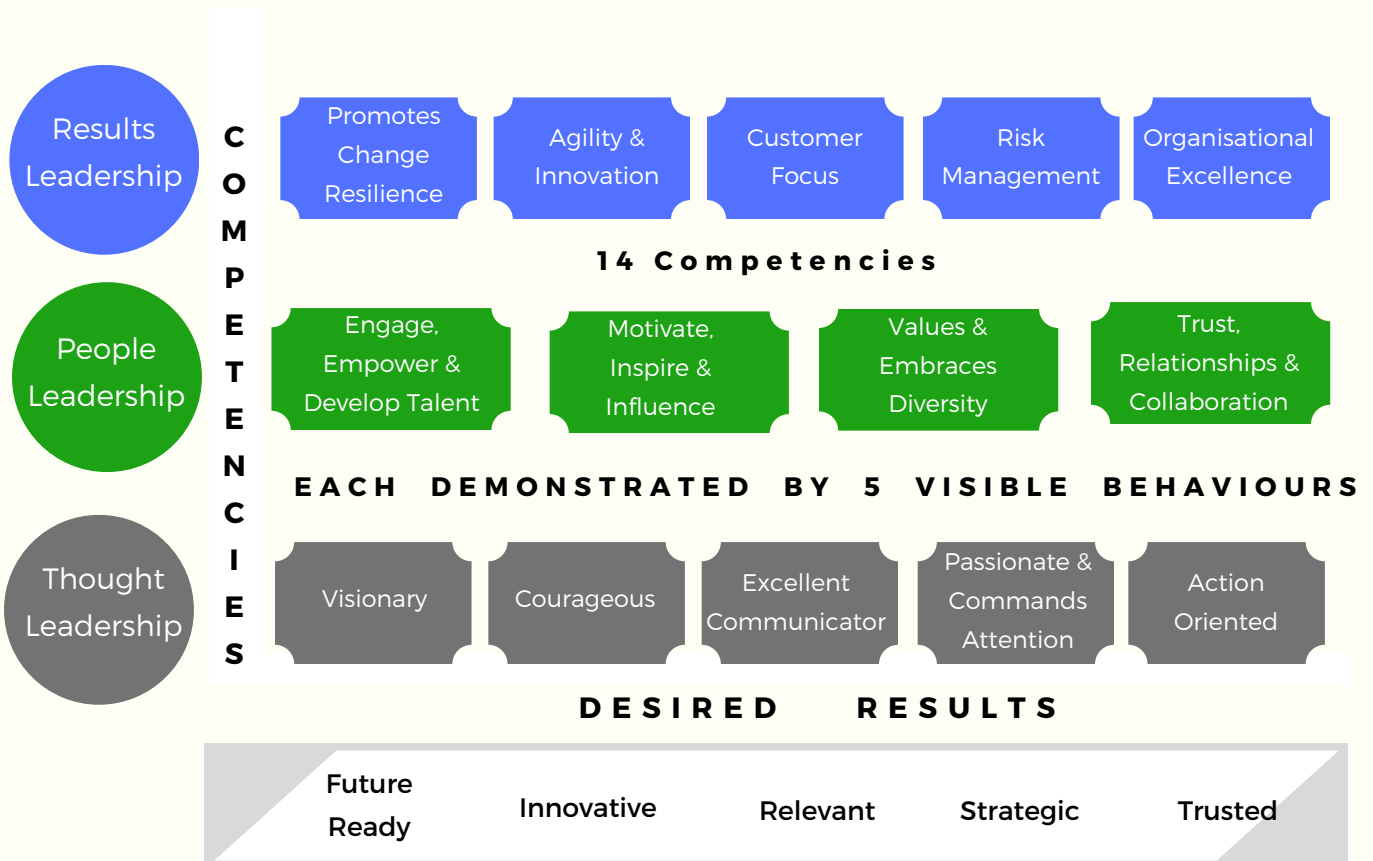 Results
Leadership
COMPETENCIES
Promotes
Change
Resilience
Agility &
Innovation
Customer
Focus
Risk
Management
Organisational
Excellence
14 Competencies
People
Leadership
Engage,
Empower &
Develop Talent
Motivate,
Inspire &
Influence
Values &
Embraces
Diversity
Trust,
Relationships &
Collaboration
EACH DEMONSTRATED BY 5 VISIBLE BEHAVIOURS
Thought
Leadership
Visionary
Courageous
Excellent
Communicator
Passionate &
Commands
Attention
Action
Oriented
DESIRED RESULTS
Future
Ready
Innovative
Relevant
Strategic
Trusted